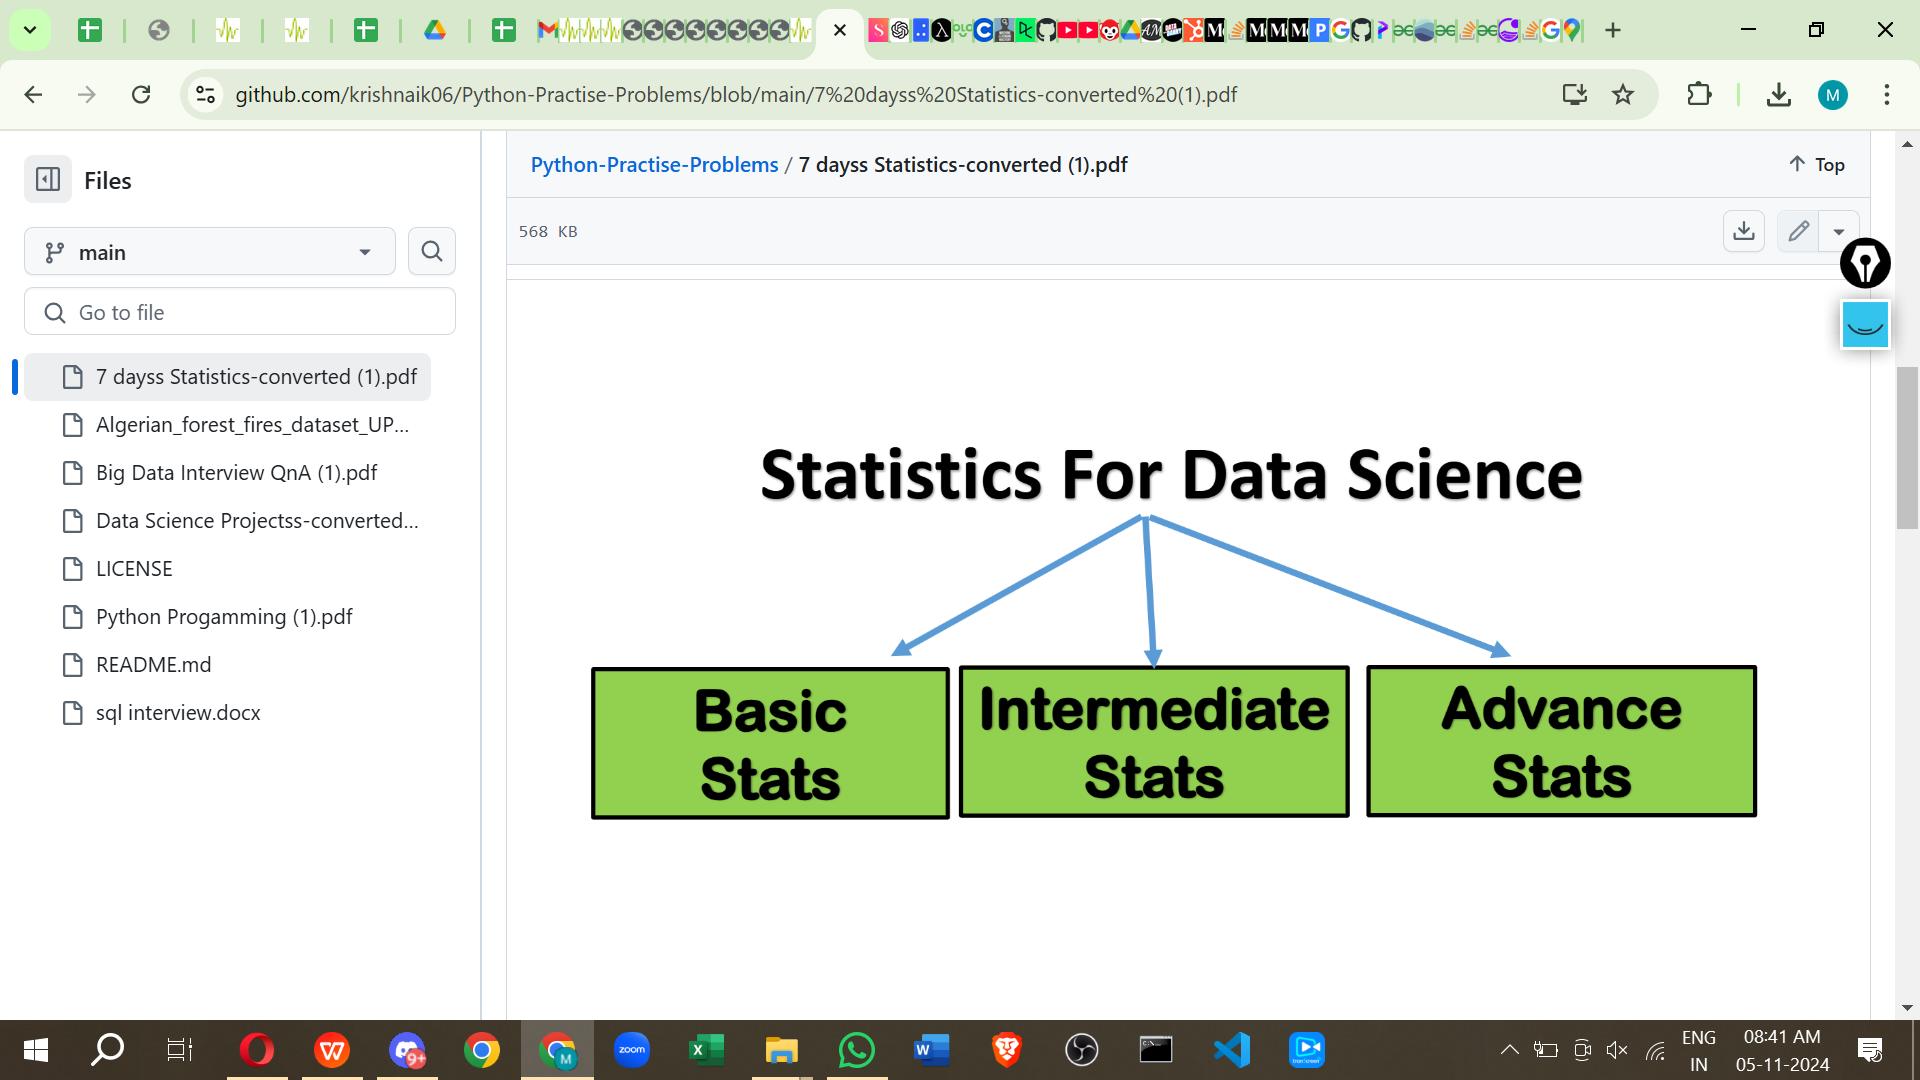 github.com/krishnaik06/Python-Practise-Problems/blob/main/7%20dayss%20Statistics-converted%20(1).pdf
M
Files
main
Go to file
7 dayss Statistics-converted (1).pdf
Algerian_forest_fires_dataset_UP...
Big Data Interview QnA (1).pdf
Data Science Projectss-converted...
LICENSE
Python Progamming (1).pdf
README.md
sql interview.docx
Python-Practise-Problems / 7 dayss Statistics-converted (1).pdf
Top
568 KB
Statistics For Data Science
Basic
Stats
Intermediate
Stats
Advance
Stats
9+
M
zoom
ENG
IN
08:41 AM
05-11-2024